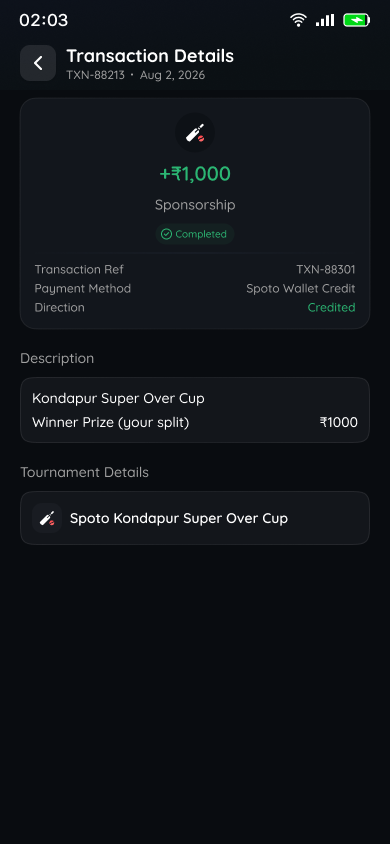 02:03
Transaction Details
TXN-88213 • Aug 2, 2026
+₹1,000
Sponsorship
Completed
Transaction Ref TXN-88301
Payment Method Spoto Wallet Credit
Direction Credited
Description
Kondapur Super Over Cup
Winner Prize (your split) ₹1000
Tournament Details
Spoto Kondapur Super Over Cup